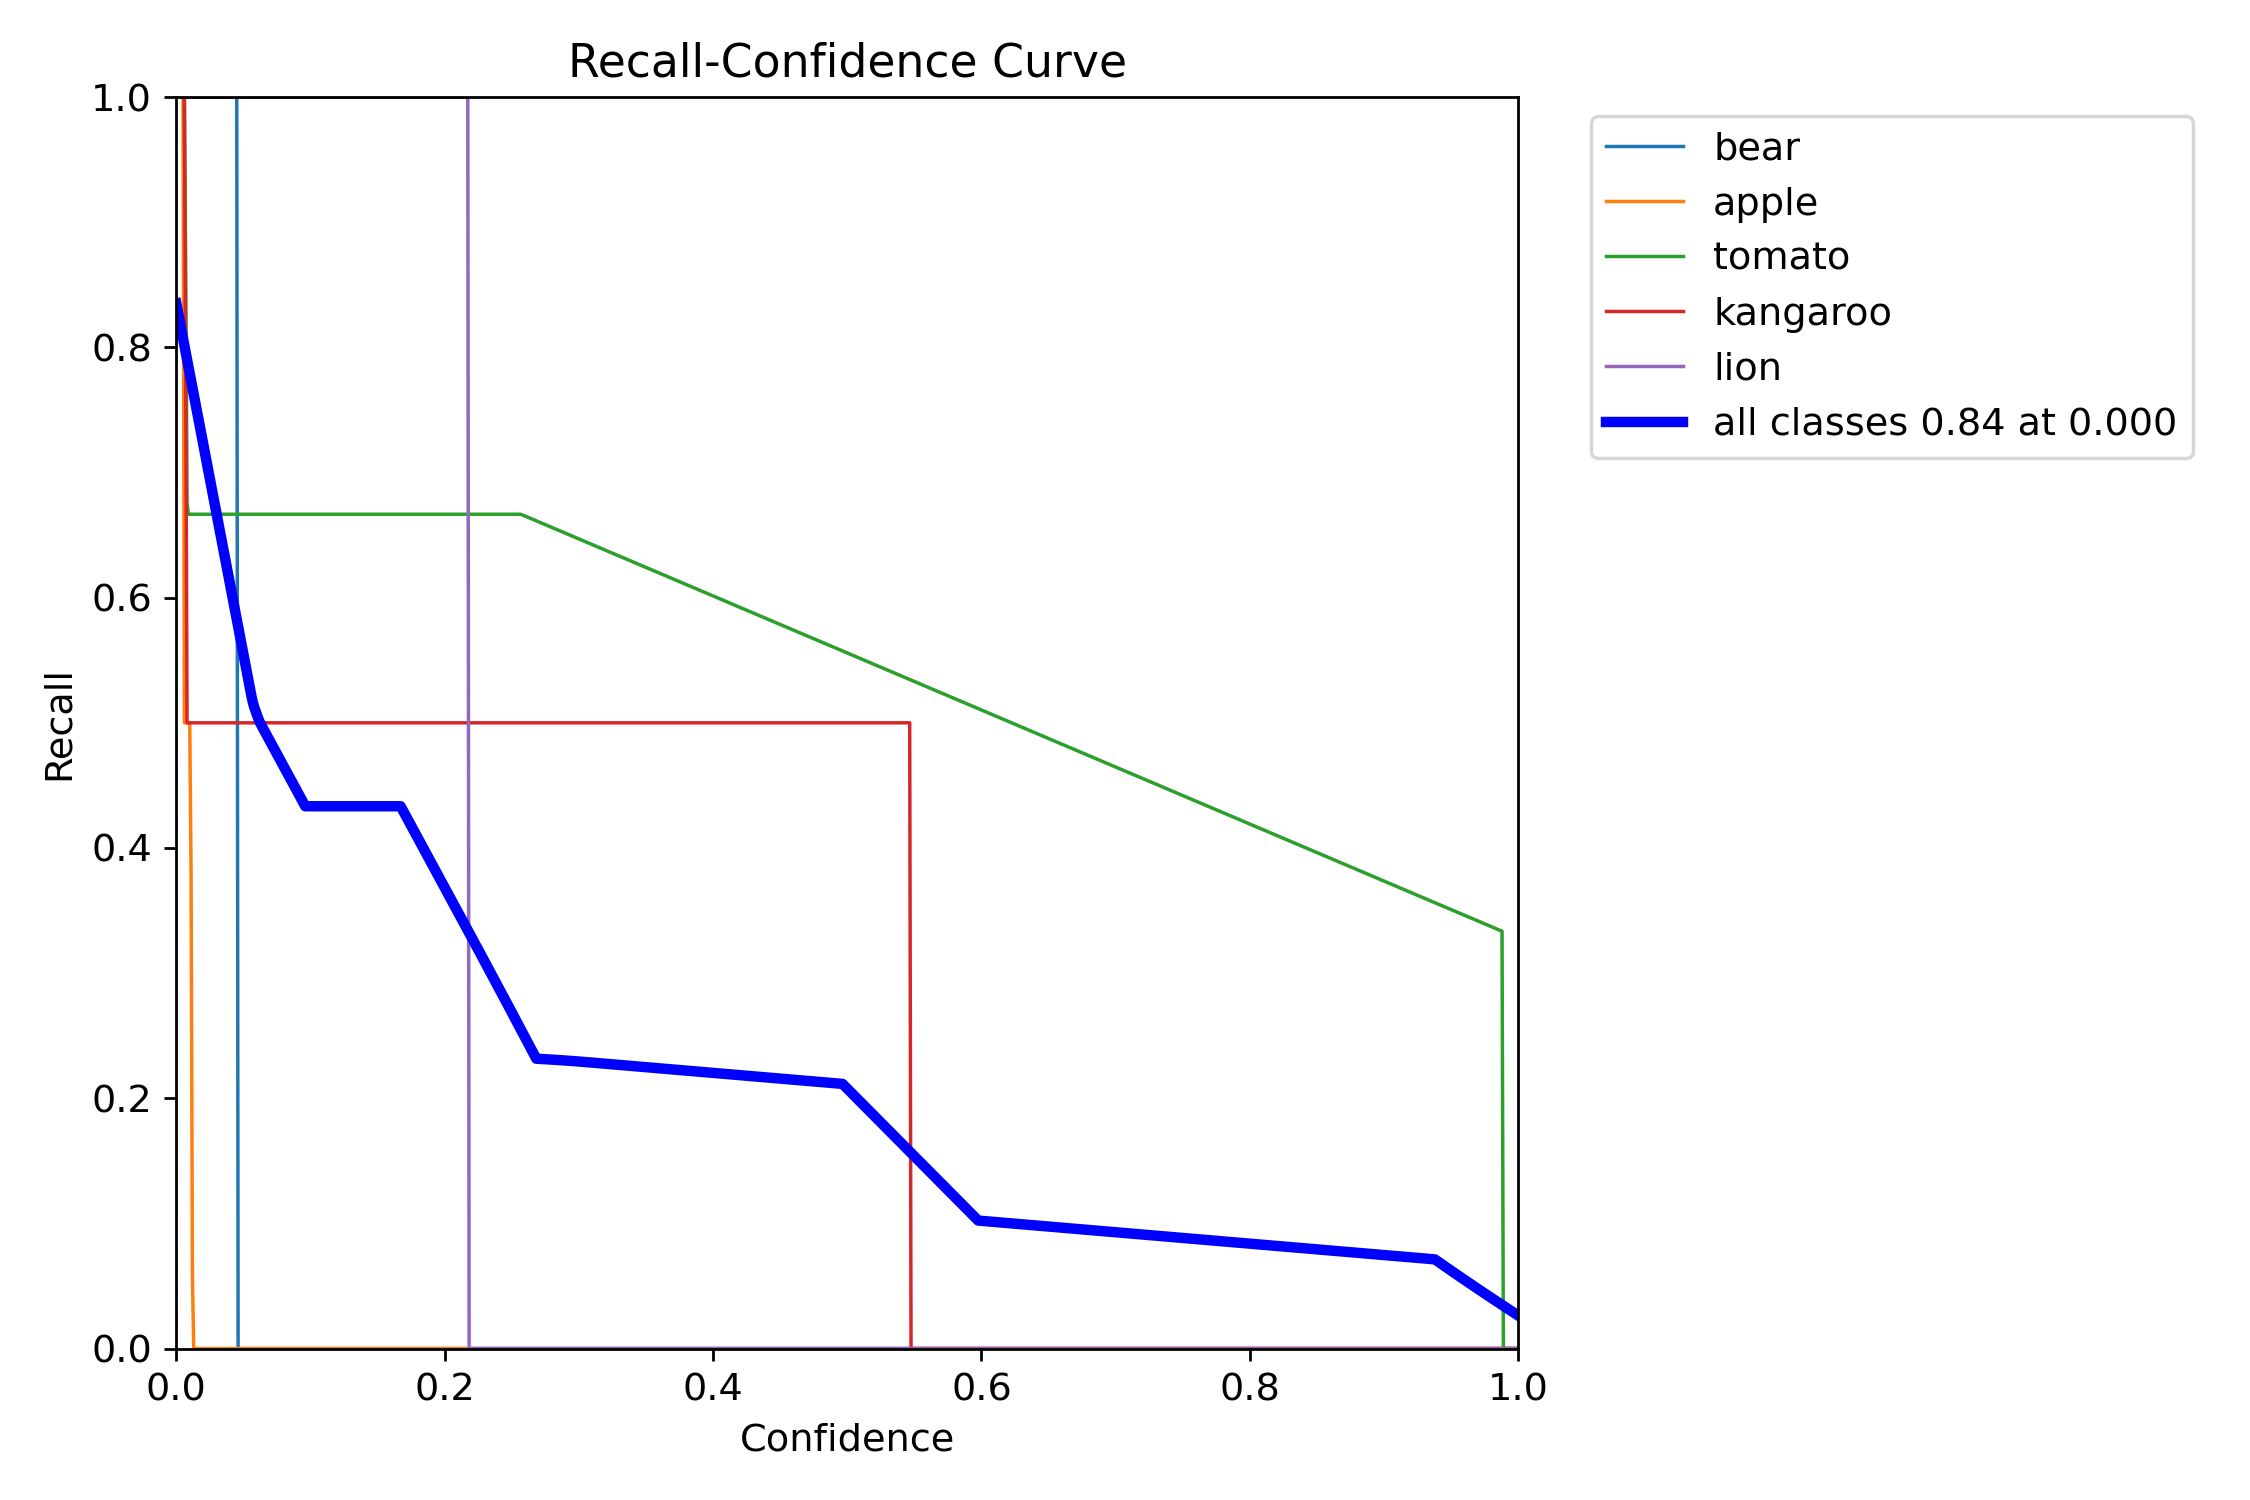 Recall-Confidence Curve
1.0
0.8
0.6
0.4
0.2
0.0
Recall
0.0 0.2 0.4 0.6 0.8 1.0
Confidence
bear
apple
tomato
kangaroo
lion
all classes 0.84 at 0.000